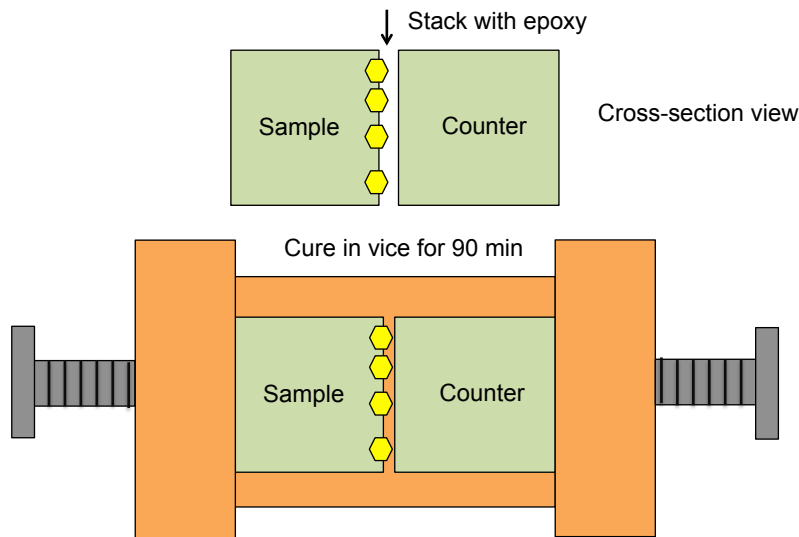 Stack with epoxy
Sample
Counter
Cross-section view
Cure in vice for 90 min
Sample
Counter